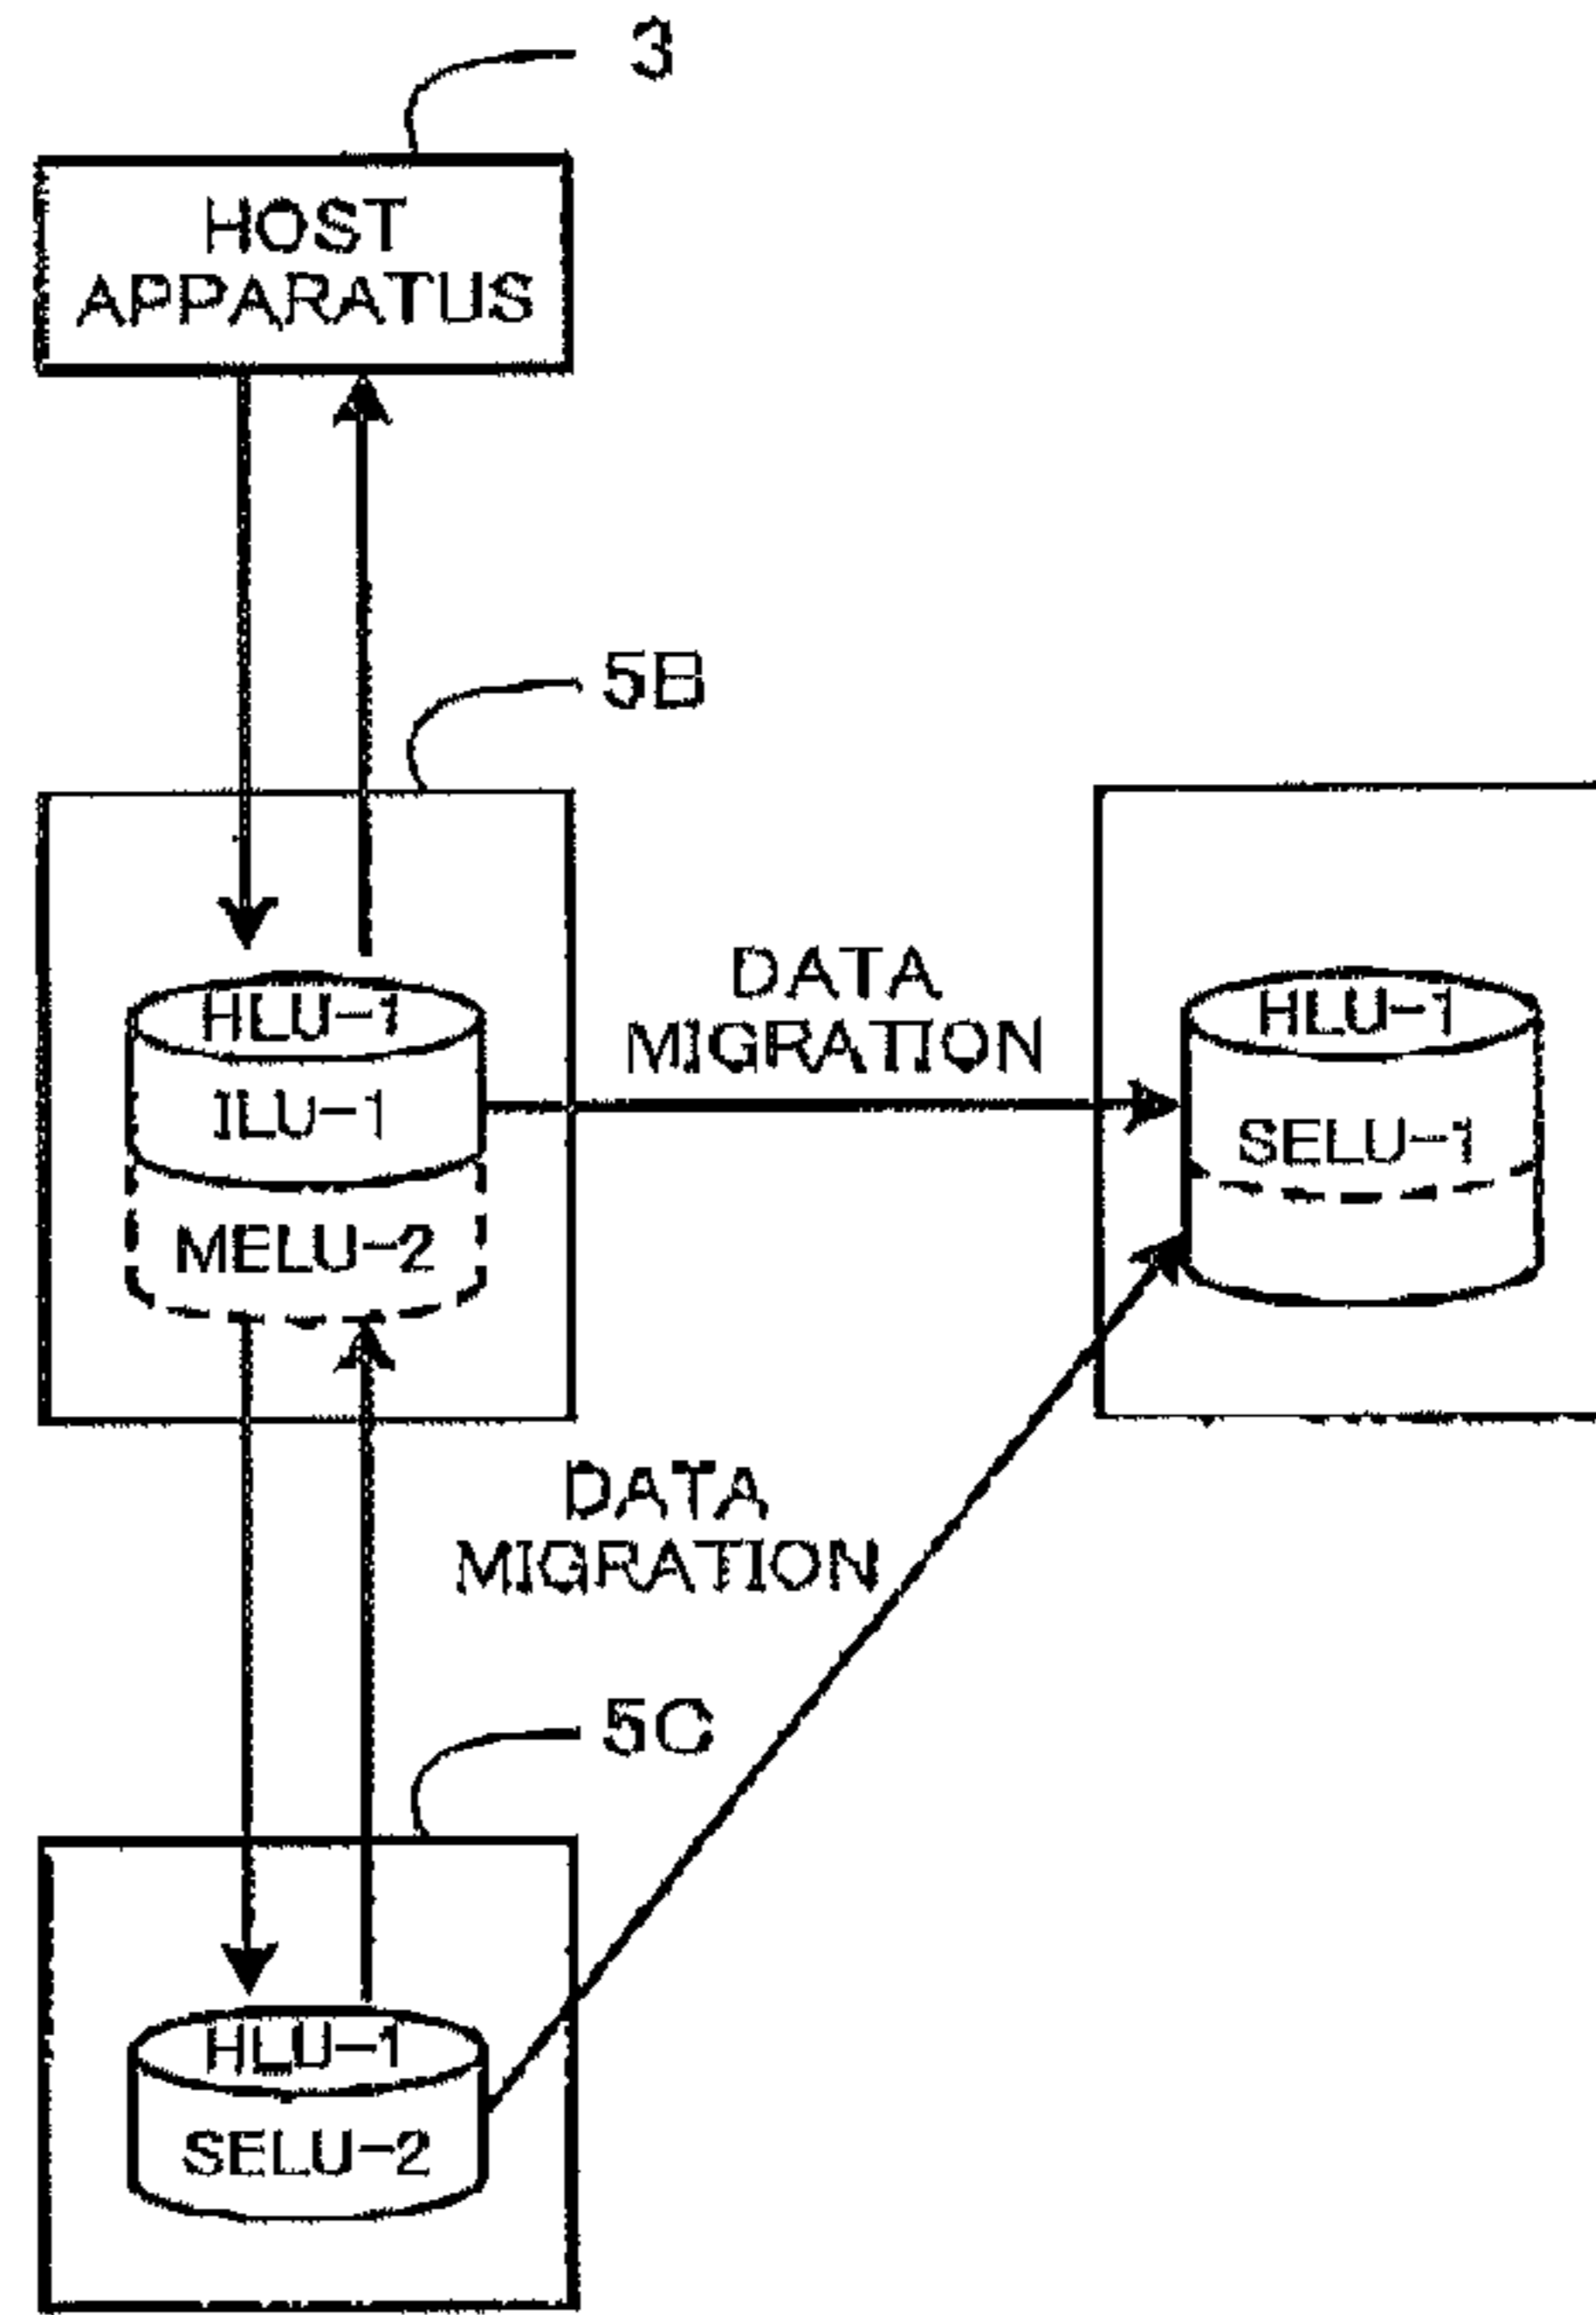 3
HOST
APPARATUS
5B
HLU-1
ILU-1
MELU-2
DATA
MIGRATION
HLU-1
SELU-1
DATA
MIGRATION
5C
HLU-1
SELU-2